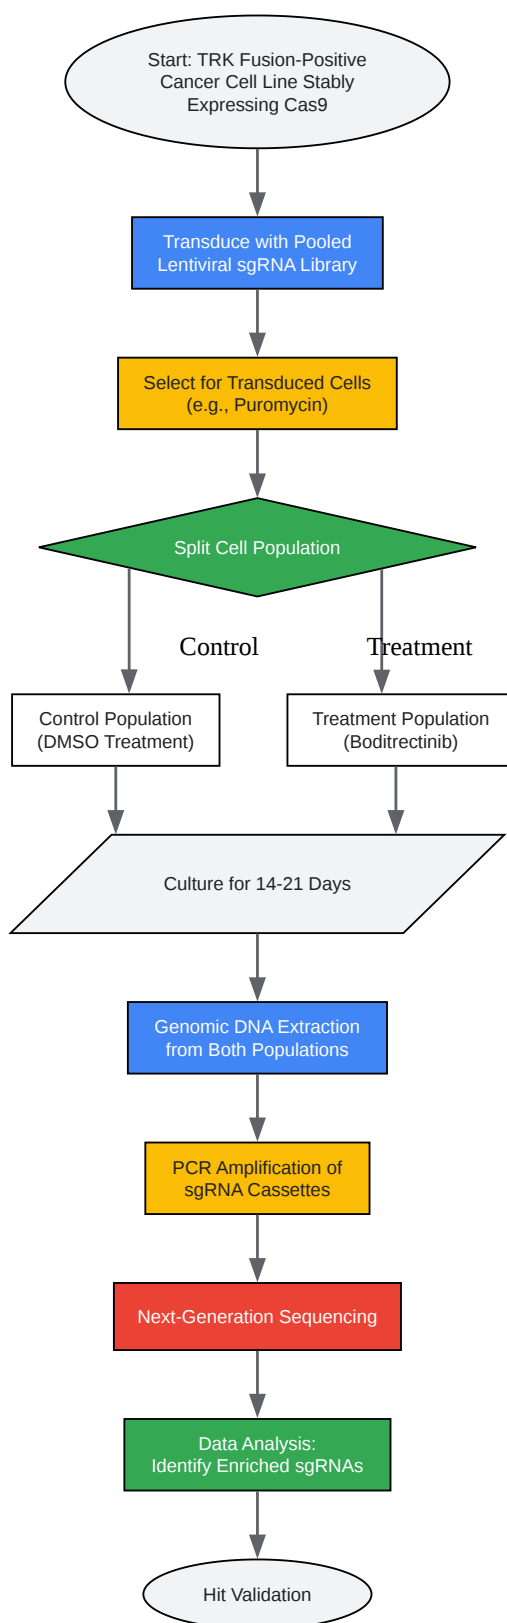 Start: TRK Fusion-Positive
Cancer Cell Line Stably
Expressing Cas9
Transduce with Pooled
Lentiviral sgRNA Library
Select for Transduced Cells
(e.g., Puromycin)
Split Cell Population
Control
Treatment
Control Population
(DMSO Treatment)
Treatment Population
(Boditrectinib)
Culture for 14-21 Days
Genomic DNA Extraction
from Both Populations
PCR Amplification of
sgRNA Cassettes
Next-Generation Sequencing
Data Analysis:
Identify Enriched sgRNAs
Hit Validation